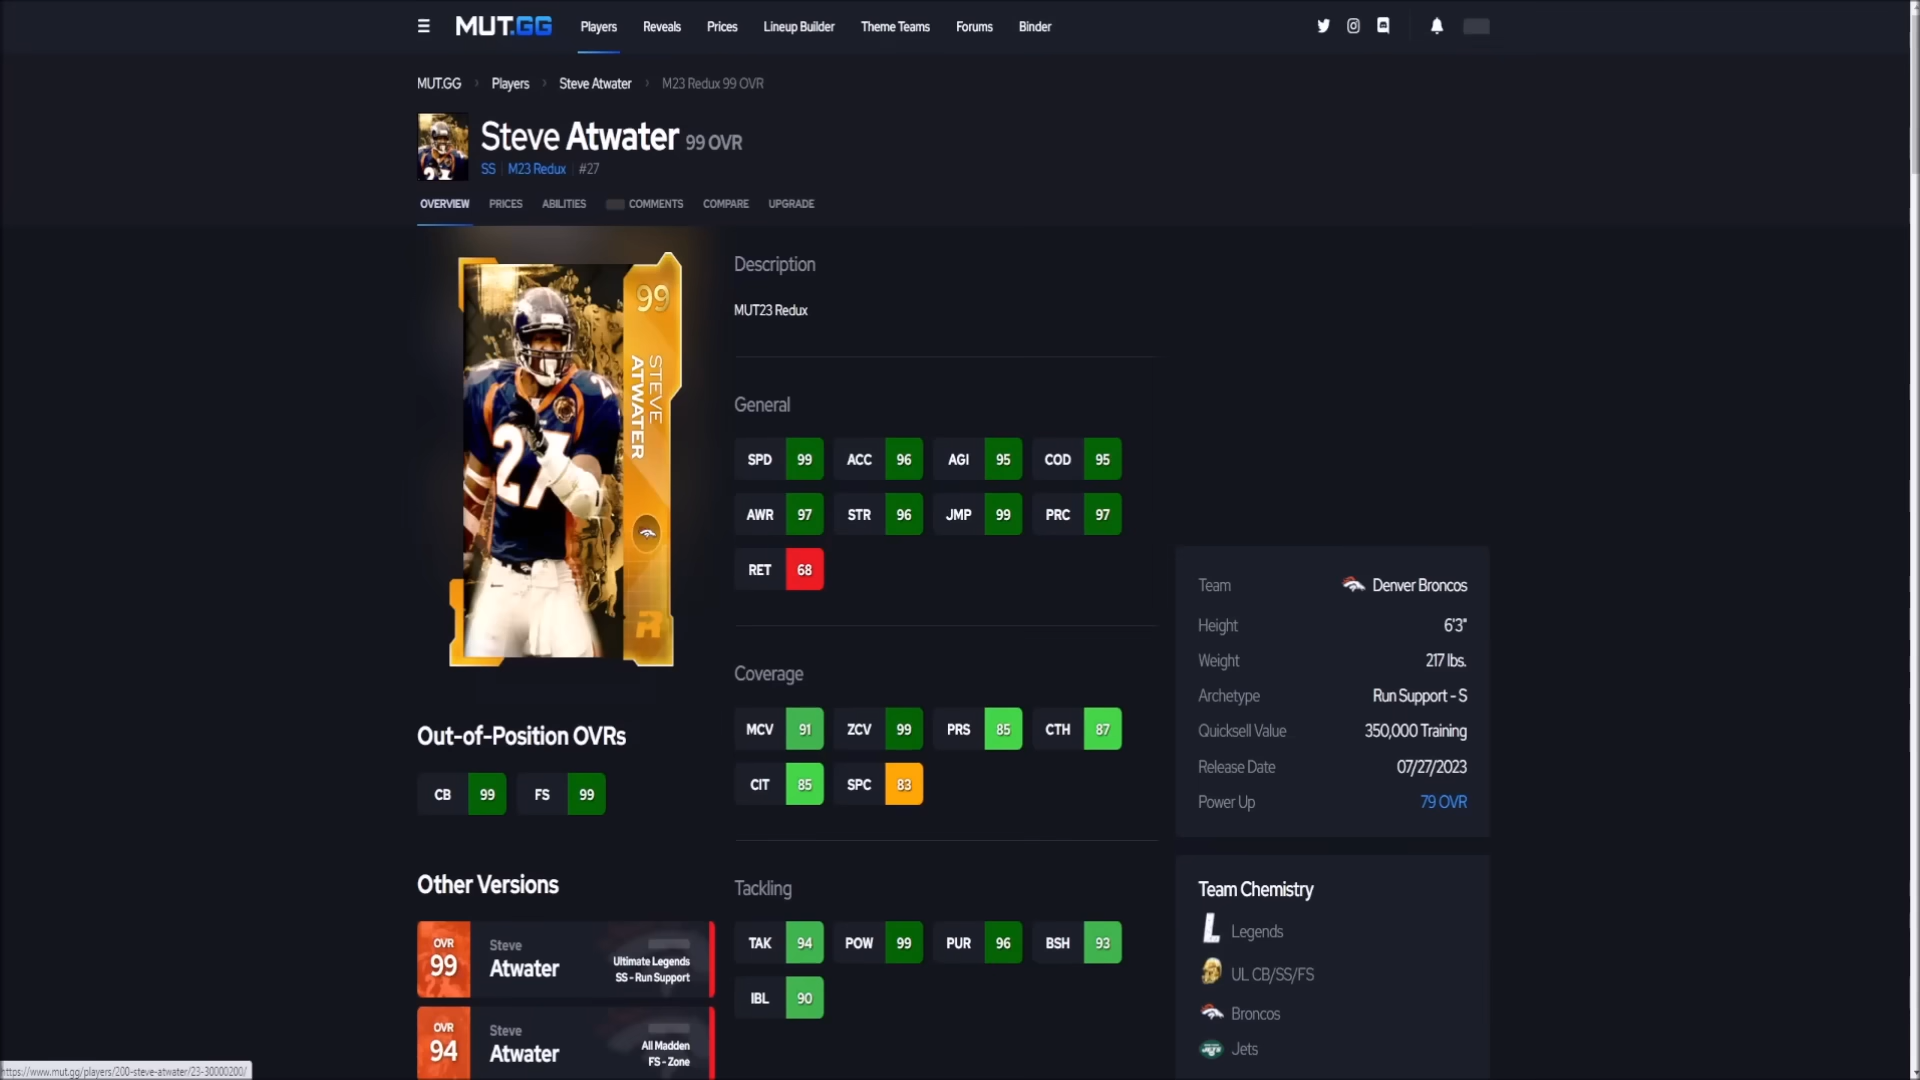 MUT.GG
Players
Reveals
Prices
Lineup Builder
Theme Teams
Forums
Binder
MUT.GG
Players
Steve Atwater
M23 Redux 99 OVR
Steve Atwater 99 OVR
SS
M23 Redux
#27
OVERVIEW
PRICES
ABILITIES
COMMENTS
COMPARE
UPGRADE
99
STEVE
ATWATER
27
Out-of-Position OVRs
CB 99
FS 99
Other Versions
OVR
99
Steve
Atwater
Ultimate Legends
SS - Run Support
OVR
94
Steve
Atwater
All Madden
FS - Zone
Description
MUT23 Redux
General
SPD 99 ACC 96 AGI 95 COD 95
AWR 97 STR 96 JMP 99 PRC 97
RET 68
Coverage
MCV 91 ZCV 99 PRS 85 CTH 87
CIT 85 SPC 83
Tackling
TAK 94 POW 99 PUR 96 BSH 93
IBL 90
Team Denver Broncos
Height 6'3"
Weight 217 lbs.
Archetype Run Support - S
Quicksell Value 350,000 Training
Release Date 07/27/2023
Power Up 79 OVR
Team Chemistry
Legends
UL CB/SS/FS
Broncos
Jets
https://www.mut.gg/players/200-steve-atwater/23-30000200/